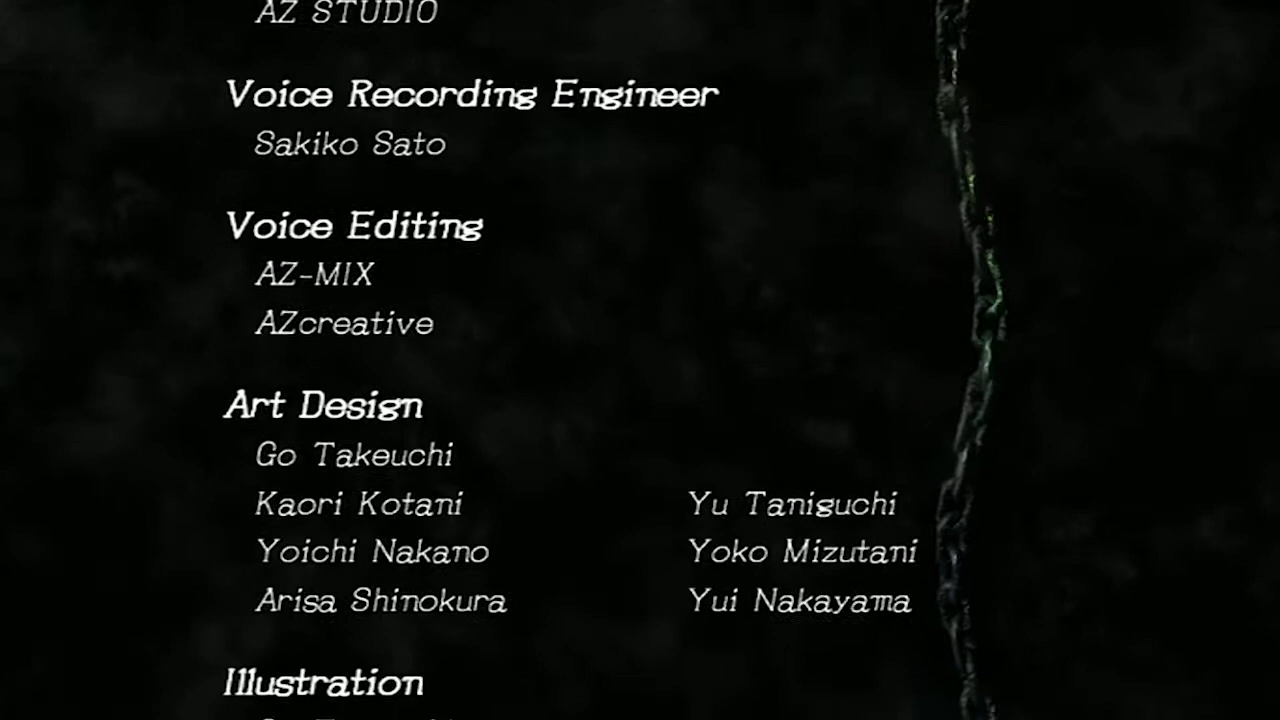 AZ STUDIO
Voice Recording Engineer
Sakiko Sato
Voice Editing
AZ-MIX
AZcreative
Art Design
Go Takeuchi
Kaori Kotani Yu Taniguchi
Yoichi Nakano Yoko Mizutani
Arisa Shinokura Yui Nakayama
Illustration